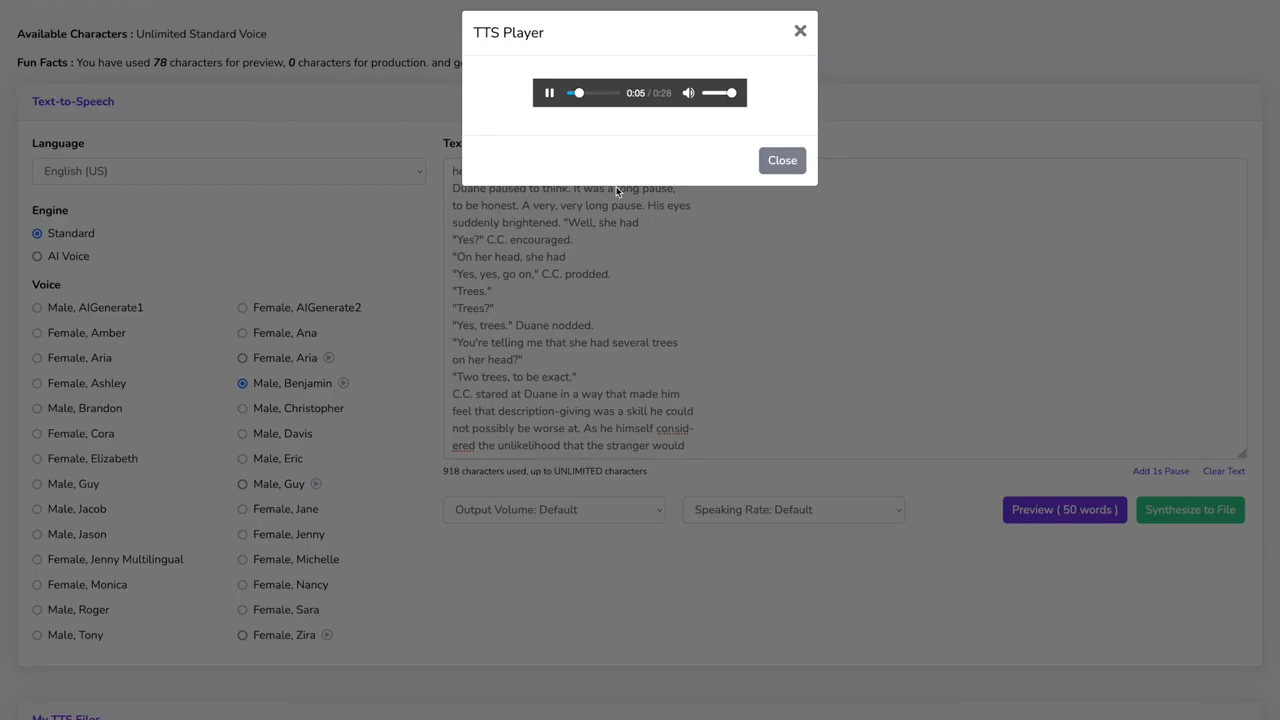 Available Characters : Unlimited Standard Voice
Fun Facts : You have used 78 characters for preview, 0 characters for production. and
TTS Player
0:05 / 0:28
Close
Text-to-Speech
Language
English (US)
Engine
Standard
AI Voice
Voice
Male, AIGenerate1
Female, AIGenerate2
Female, Amber
Female, Ana
Female, Aria
Female, Aria
Female, Ashley
Male, Benjamin
Male, Brandon
Male, Christopher
Female, Cora
Male, Davis
Female, Elizabeth
Male, Eric
Male, Guy
Male, Guy
Male, Jacob
Female, Jane
Male, Jason
Female, Jenny
Female, Jenny Multilingual
Female, Michelle
Female, Monica
Female, Nancy
Male, Roger
Female, Sara
Male, Tony
Female, Zira
Duane paused to think. It was a long pause,
to be honest. A very, very long pause. His eyes
suddenly brightened. "Well, she had
"Yes?" C.C. encouraged.
"On her head, she had
"Yes, yes, go on," C.C. prodded.
"Trees."
"Trees?"
"Yes, trees." Duane nodded.
"You're telling me that she had several trees
on her head?"
"Two trees, to be exact."
C.C. stared at Duane in a way that made him
feel that description-giving was a skill he could
not possibly be worse at. As he himself consid-
ered the unlikelihood that the stranger would
918 characters used, up to UNLIMITED characters
Add 1s Pause
Clear Text
Output Volume: Default
Speaking Rate: Default
Preview ( 50 words )
Synthesize to File
My TTS Files